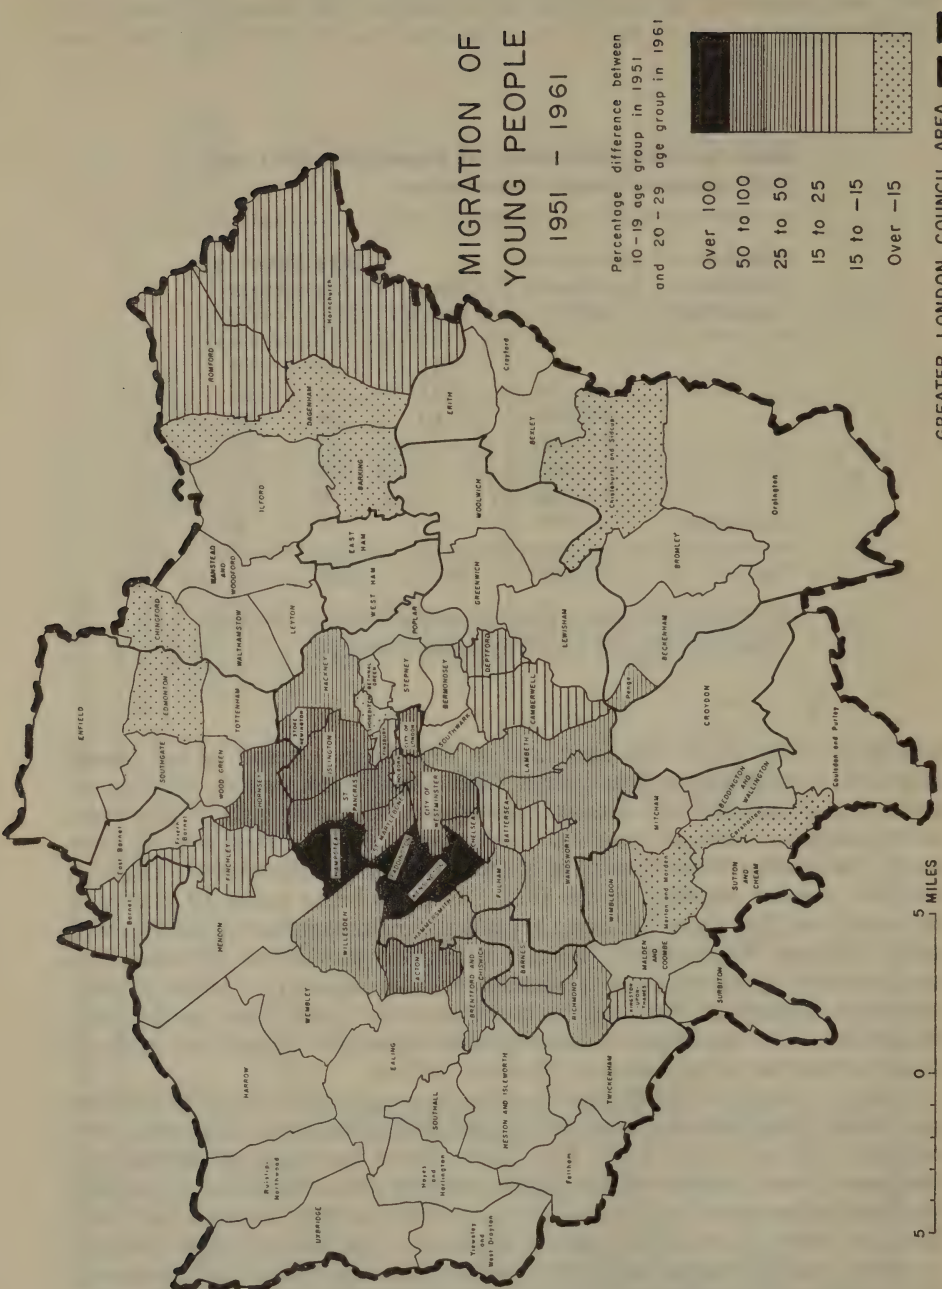 MIGRATION OF
YOUNG PEOPLE
1951 – 1961
Percentage difference between
10 – 19 age group in 1951
and 20 – 29 age group in 1961
Over 100
50 to 100
25 to 50
15 to 25
15 to –15
Over –15
GREATER LONDON COUNCIL AREA
5 0 5 MILES
ENFIELD
East Barnet
Barnet
SOUTHGATE
EDMONTON
CHINGFORD
Friern
Barnet
FINCHLEY
WOOD GREEN
TOTTENHAM
WALTHAMSTOW
WANSTEAD
AND
WOODFORD
ILFORD
ROMFORD
Hornchurch
DAGENHAM
BARKING
LEYTON
EAST
HAM
WEST HAM
HENDON
HORNSEY
HARROW
WEMBLEY
Ruislip-
Northwood
UXBRIDGE
WILLESDEN
HAMPSTEAD
ISLINGTON
STOKE
NEWINGTON
HACKNEY
ST
PANCRAS
BETHNAL
GREEN
SHOREDITCH
FINSBURY
CITY OF
LONDON
STEPNEY
POPLAR
PADDINGTON
CITY OF
WESTMINSTER
KENSINGTON
CHELSEA
HAMMERSMITH
FULHAM
ACTON
EALING
SOUTHALL
Hayes
and
Harlington
Yiewsley
and
West Drayton
BRENTFORD AND
CHISWICK
HESTON AND ISLEWORTH
Feltham
TWICKENHAM
BARNES
RICHMOND
KINGSTON
UPON-
THAMES
SURBITON
MALDEN
AND
COOMBE
WIMBLEDON
WANDSWORTH
BATTERSEA
LAMBETH
SOUTHWARK
BERMONDSEY
CAMBERWELL
DEPTFORD
GREENWICH
WOOLWICH
LEWISHAM
ERITH
Crayford
BEXLEY
Chislehurst and Sidcup
BROMLEY
Orpington
BECKENHAM
Penge
CROYDON
MITCHAM
Merton and Morden
SUTTON
AND
CHEAM
Carshalton
BEDDINGTON
AND
WALLINGTON
Coulsdon and Purley